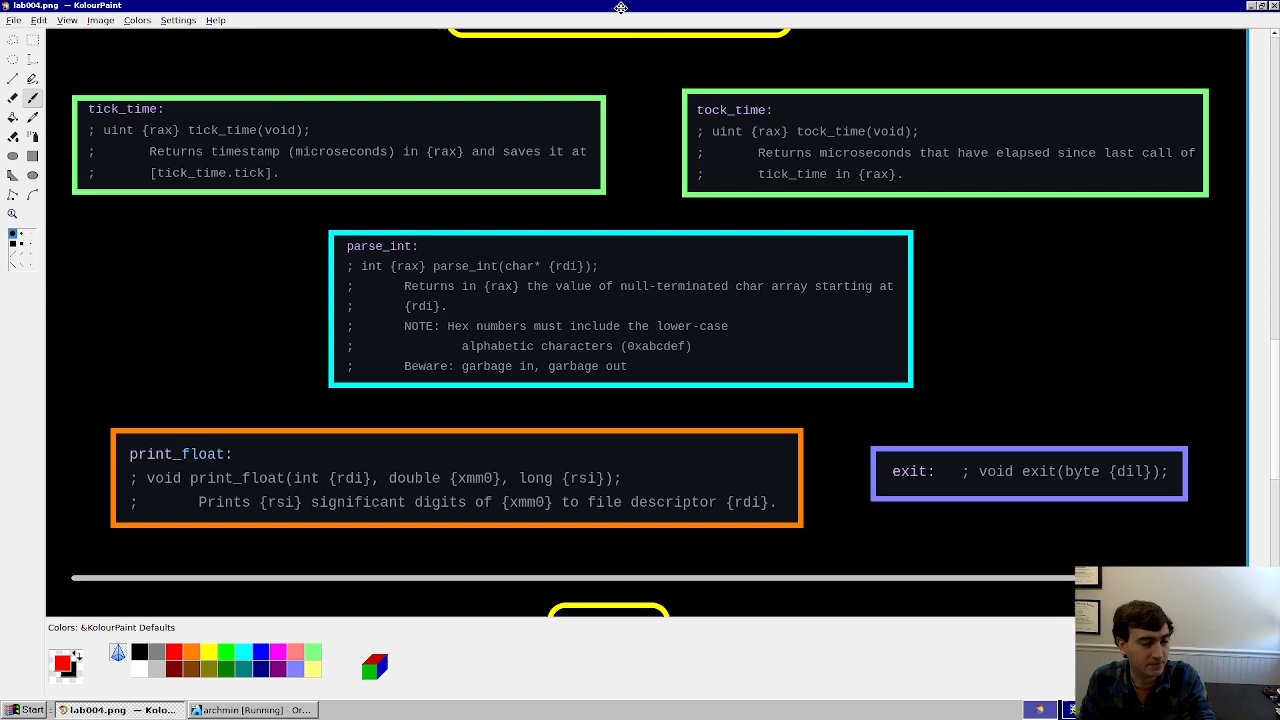 lab004.png — KolourPaint
File Edit View Image Colors Settings Help
tick_time:
; uint {rax} tick_time(void);
; Returns timestamp (microseconds) in {rax} and saves it at
; [tick_time.tick].
tock_time:
; uint {rax} tock_time(void);
; Returns microseconds that have elapsed since last call of
; tick_time in {rax}.
parse_int:
; int {rax} parse_int(char* {rdi});
; Returns in {rax} the value of null-terminated char array starting at
; {rdi}.
; NOTE: Hex numbers must include the lower-case
; alphabetic characters (0xabcdef)
; Beware: garbage in, garbage out
print_float:
; void print_float(int {rdi}, double {xmm0}, long {rsi});
; Prints {rsi} significant digits of {xmm0} to file descriptor {rdi}.
exit: ; void exit(byte {dil});
Colors: &KolourPaint Defaults
Start
lab004.png — Kolo...
archmin [Running] - Or...